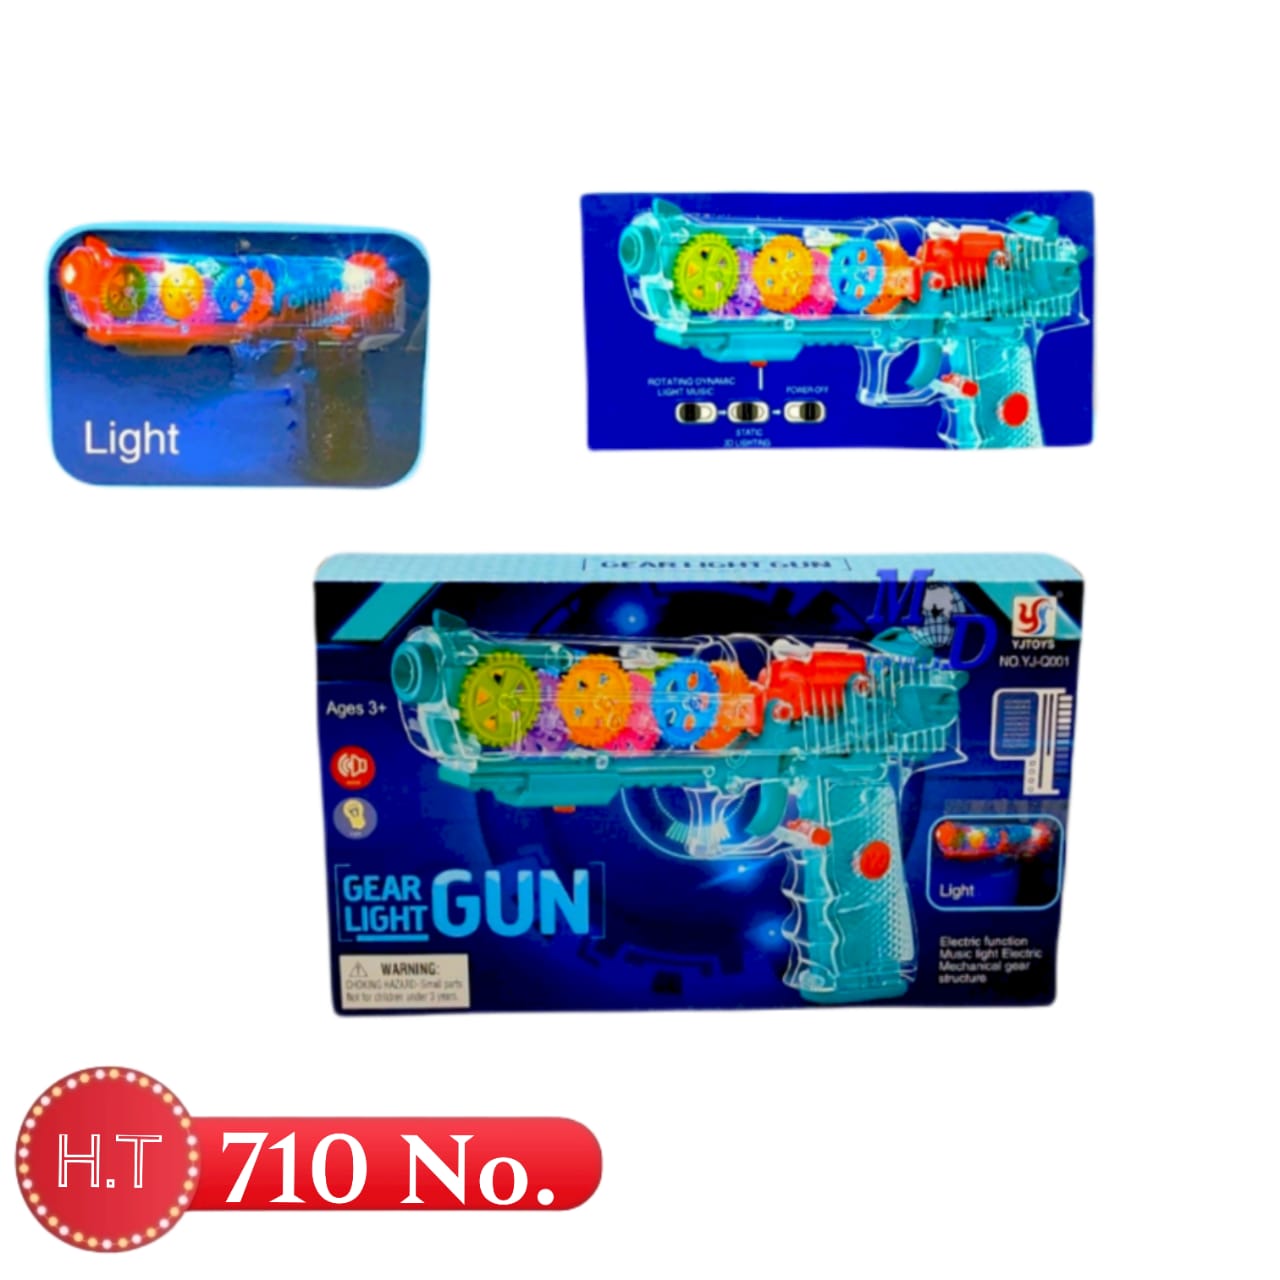 Light
ROTATING DYNAMIC
LIGHT MUSIC
POWER-OFF
STATIC
3D LIGHTING
GEAR LIGHT GUN
M
D
YJTOYS
NO.YJ-Q001
Ages 3+
GEAR
LIGHT
GUN
Light
WARNING:
CHOKING HAZARD-Small parts
Not for children under 3 years.
Electric function
Music light Electric
Mechanical gear
structure
H.T
710 No.